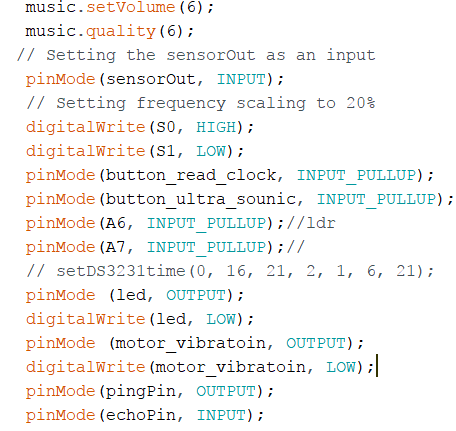 music.setVolume(6);
music.quality(6);
// Setting the sensorOut as an input
pinMode(sensorOut, INPUT);
// Setting frequency scaling to 20%
digitalWrite(S0, HIGH);
digitalWrite(S1, LOW);
pinMode(button_read_clock, INPUT_PULLUP);
pinMode(button_ultra_sounic, INPUT_PULLUP);
pinMode(A6, INPUT_PULLUP);//ldr
pinMode(A7, INPUT_PULLUP);//
// setDS3231time(0, 16, 21, 2, 1, 6, 21);
pinMode (led, OUTPUT);
digitalWrite(led, LOW);
pinMode (motor_vibratoin, OUTPUT);
digitalWrite(motor_vibratoin, LOW);
pinMode(pingPin, OUTPUT);
pinMode(echoPin, INPUT);